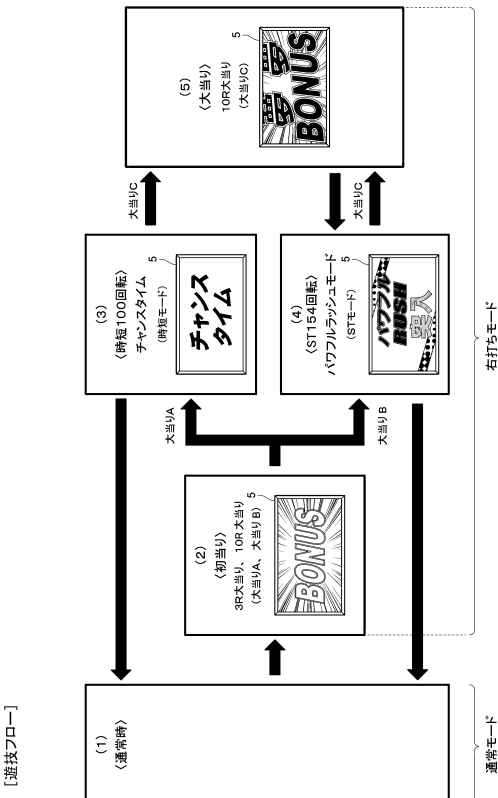 [遊技フロー]
(1)
〈通常時〉
(2)
〈初当り〉
3R大当り、10R大当り
(大当りA、大当りB)
5
BONUS
大当りA
大当りB
(3)
〈時短100回転〉
チャンスタイム
(時短モード)
5
チャンス
タイム
(4)
〈ST154回転〉
パワフルラッシュモード
(STモード)
5
パワフル
RUSH
突入
大当りC
大当りC
(5)
〈大当り〉
10R大当り
(大当りC)
5
BONUS
通常モード
右打ちモード